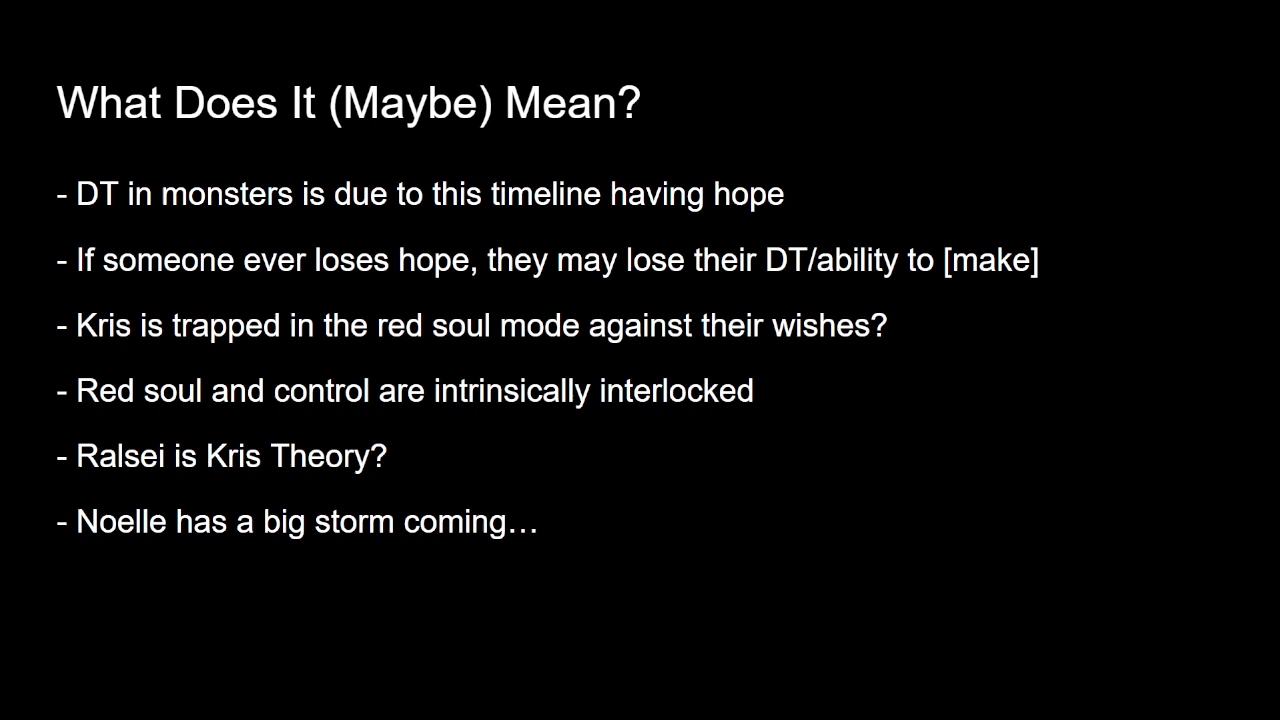 What Does It (Maybe) Mean?
- DT in monsters is due to this timeline having hope
- If someone ever loses hope, they may lose their DT/ability to [make]
- Kris is trapped in the red soul mode against their wishes?
- Red soul and control are intrinsically interlocked
- Ralsei is Kris Theory?
- Noelle has a big storm coming…